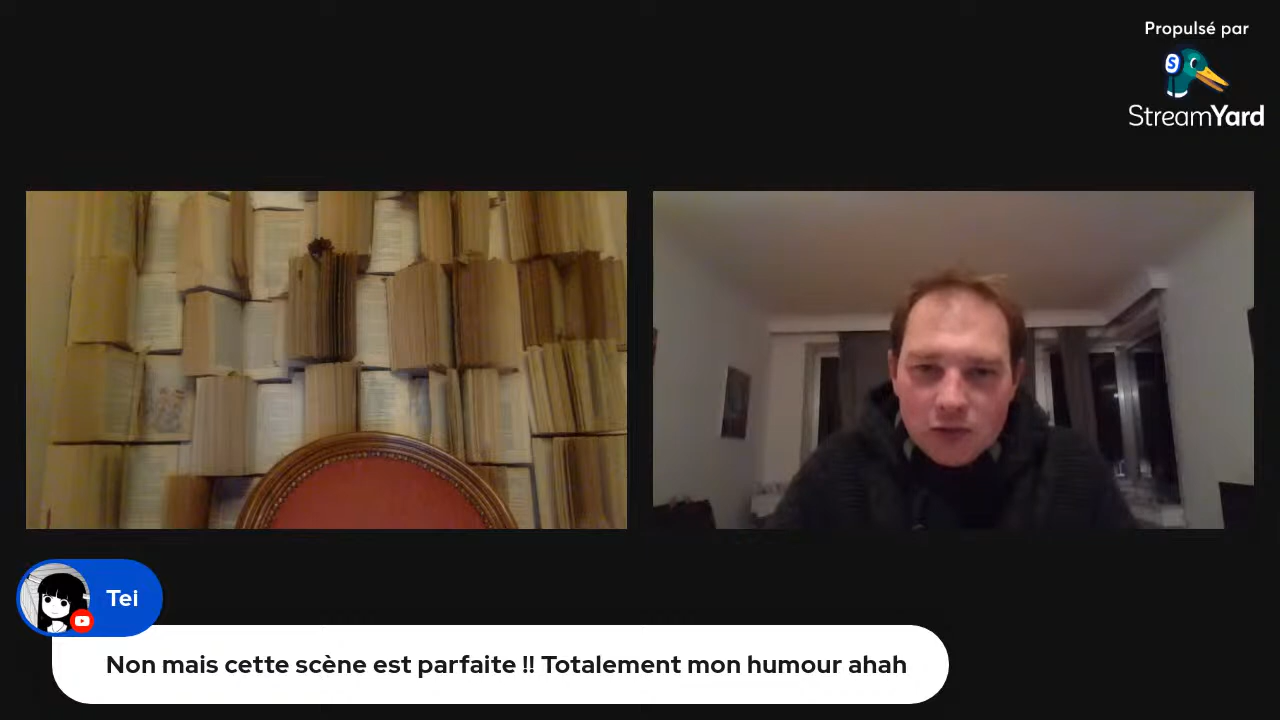 Propulsé par
StreamYard
Tei
Non mais cette scène est parfaite !! Totalement mon humour ahah